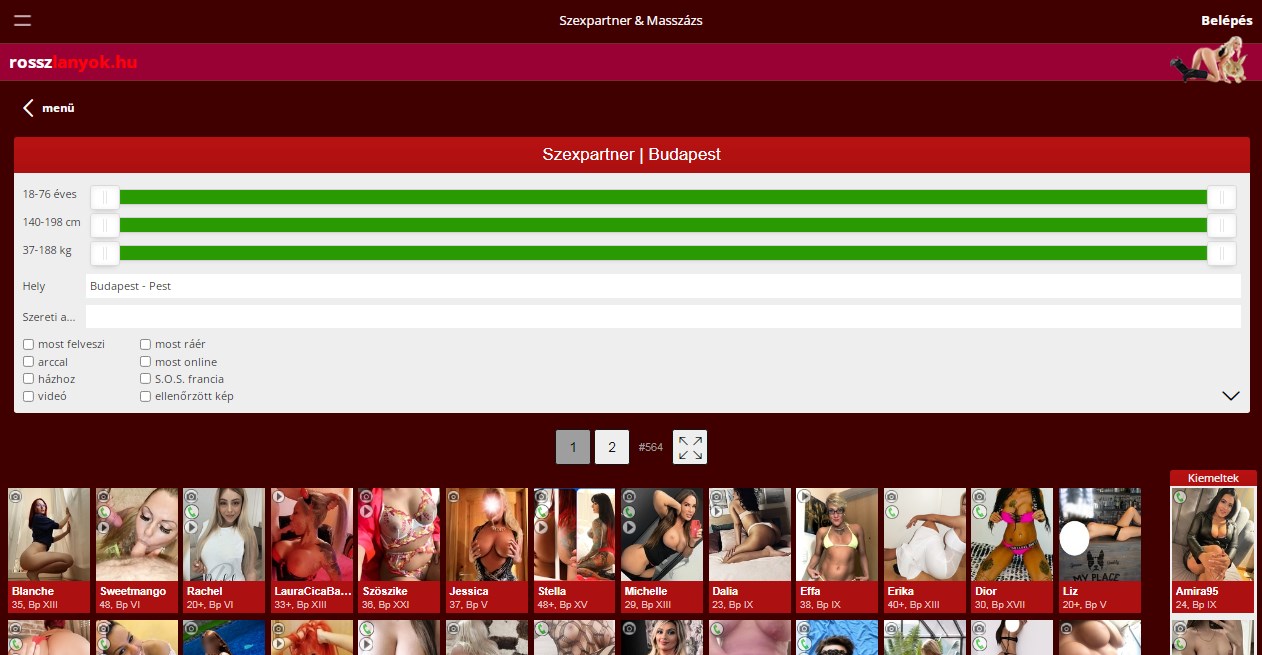 Szexpartner & Masszázs
Belépés
rosszlanyok.hu
menü
Szexpartner | Budapest
18-76 éves
140-198 cm
37-188 kg
Hely
Budapest - Pest
Szereti a...
most felveszi
most ráér
arccal
most online
házhoz
S.O.S. francia
videó
ellenőrzött kép
1
2
#564
Kiemeltek
MY PLACE
Blanche
35, Bp XIII
Sweetmango
48, Bp VI
Rachel
20+, Bp VI
LauraCicaBa...
33+, Bp XIII
Szöszike
36, Bp XXI
Jessica
37, Bp V
Stella
48+, Bp XV
Michelle
29, Bp XIII
Dalia
23, Bp IX
Effa
38, Bp IX
Erika
40+, Bp XIII
Dior
30, Bp XVII
Liz
20+, Bp V
Amira95
24, Bp IX